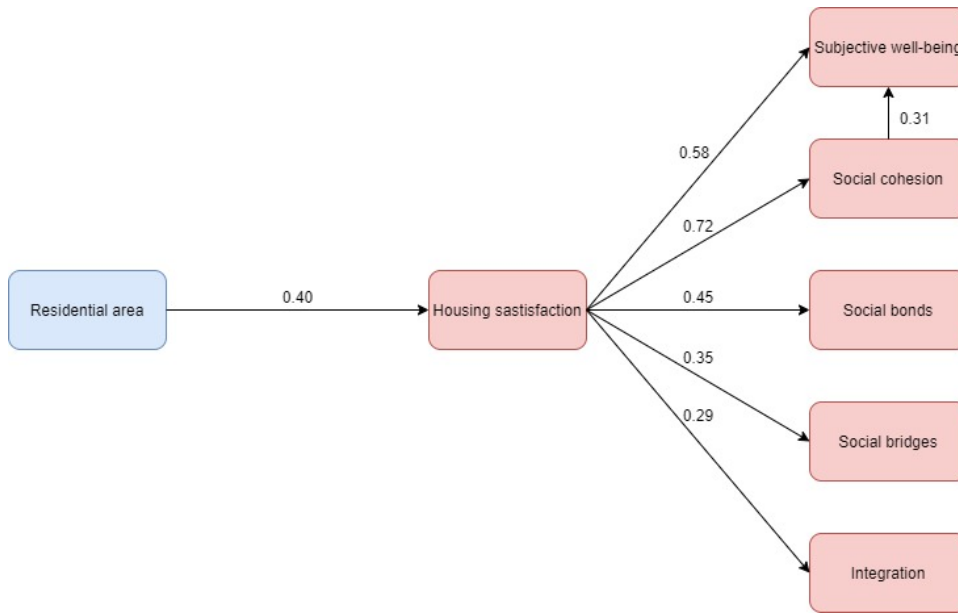 Subjective well-being
0.31
0.58
Social cohesion
0.72
Residential area
0.40
Housing sastisfaction
0.45
Social bonds
0.35
0.29
Social bridges
Integration